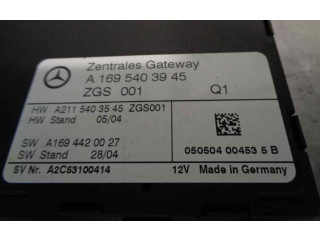 Zentrales Gateway
A 169 540 39 45
ZGS 001 Q1
HW A211 540 35 45 ZGS001
HW Stand 05/04
SW A169 442 00 27
SW Stand 28/04
050504 00453 5 B
SV Nr. A2C53100414 12V Made in Germany